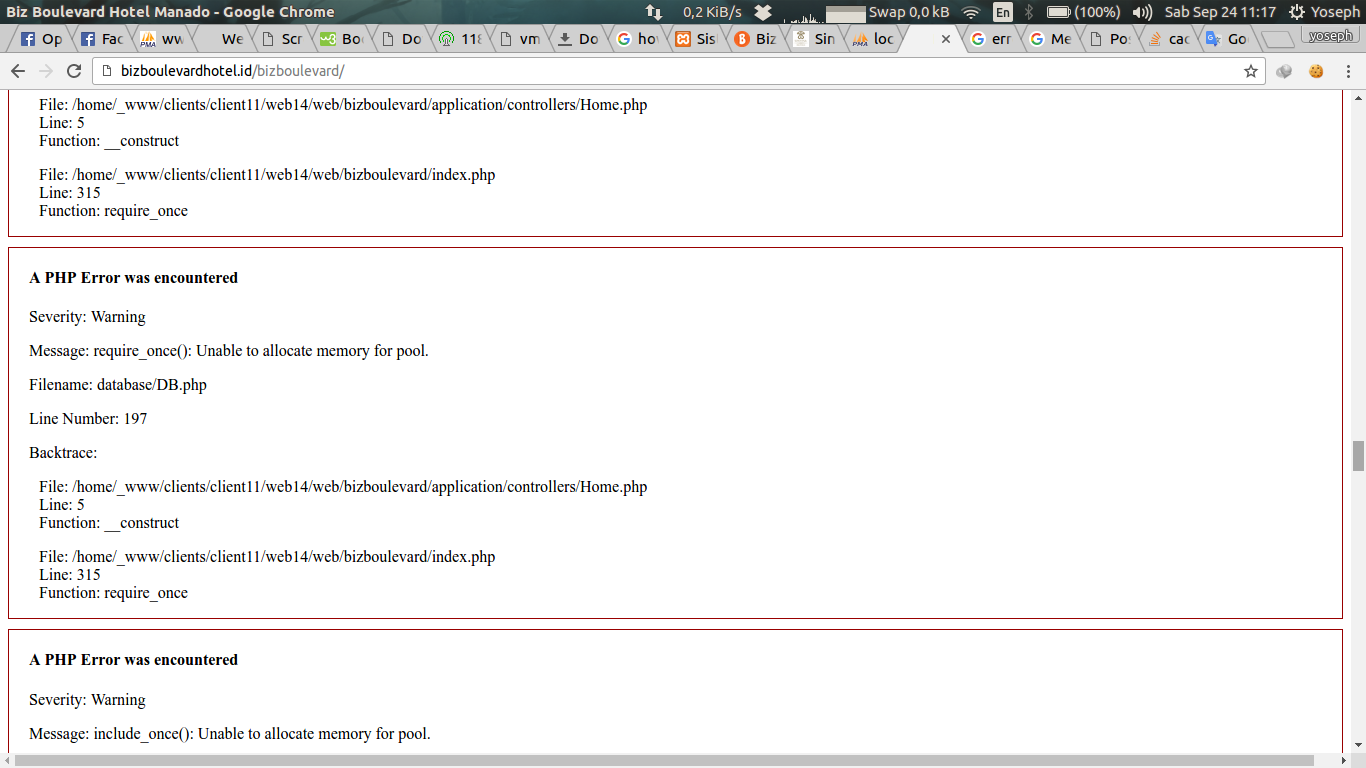 Biz Boulevard Hotel Manado - Google Chrome 0,2 KiB/s Swap 0,0 kB En (100%) Sab Sep 24 11:17 Yoseph
Op Fac ww We Scr Boo Do 118 vm Do ho Sis Biz Sin loc × err Me Po cac Go yoseph
bizboulevardhotel.id/bizboulevard/
File: /home/_www/clients/client11/web14/web/bizboulevard/application/controllers/Home.php
Line: 5
Function: __construct
File: /home/_www/clients/client11/web14/web/bizboulevard/index.php
Line: 315
Function: require_once
A PHP Error was encountered
Severity: Warning
Message: require_once(): Unable to allocate memory for pool.
Filename: database/DB.php
Line Number: 197
Backtrace:
File: /home/_www/clients/client11/web14/web/bizboulevard/application/controllers/Home.php
Line: 5
Function: __construct
File: /home/_www/clients/client11/web14/web/bizboulevard/index.php
Line: 315
Function: require_once
A PHP Error was encountered
Severity: Warning
Message: include_once(): Unable to allocate memory for pool.